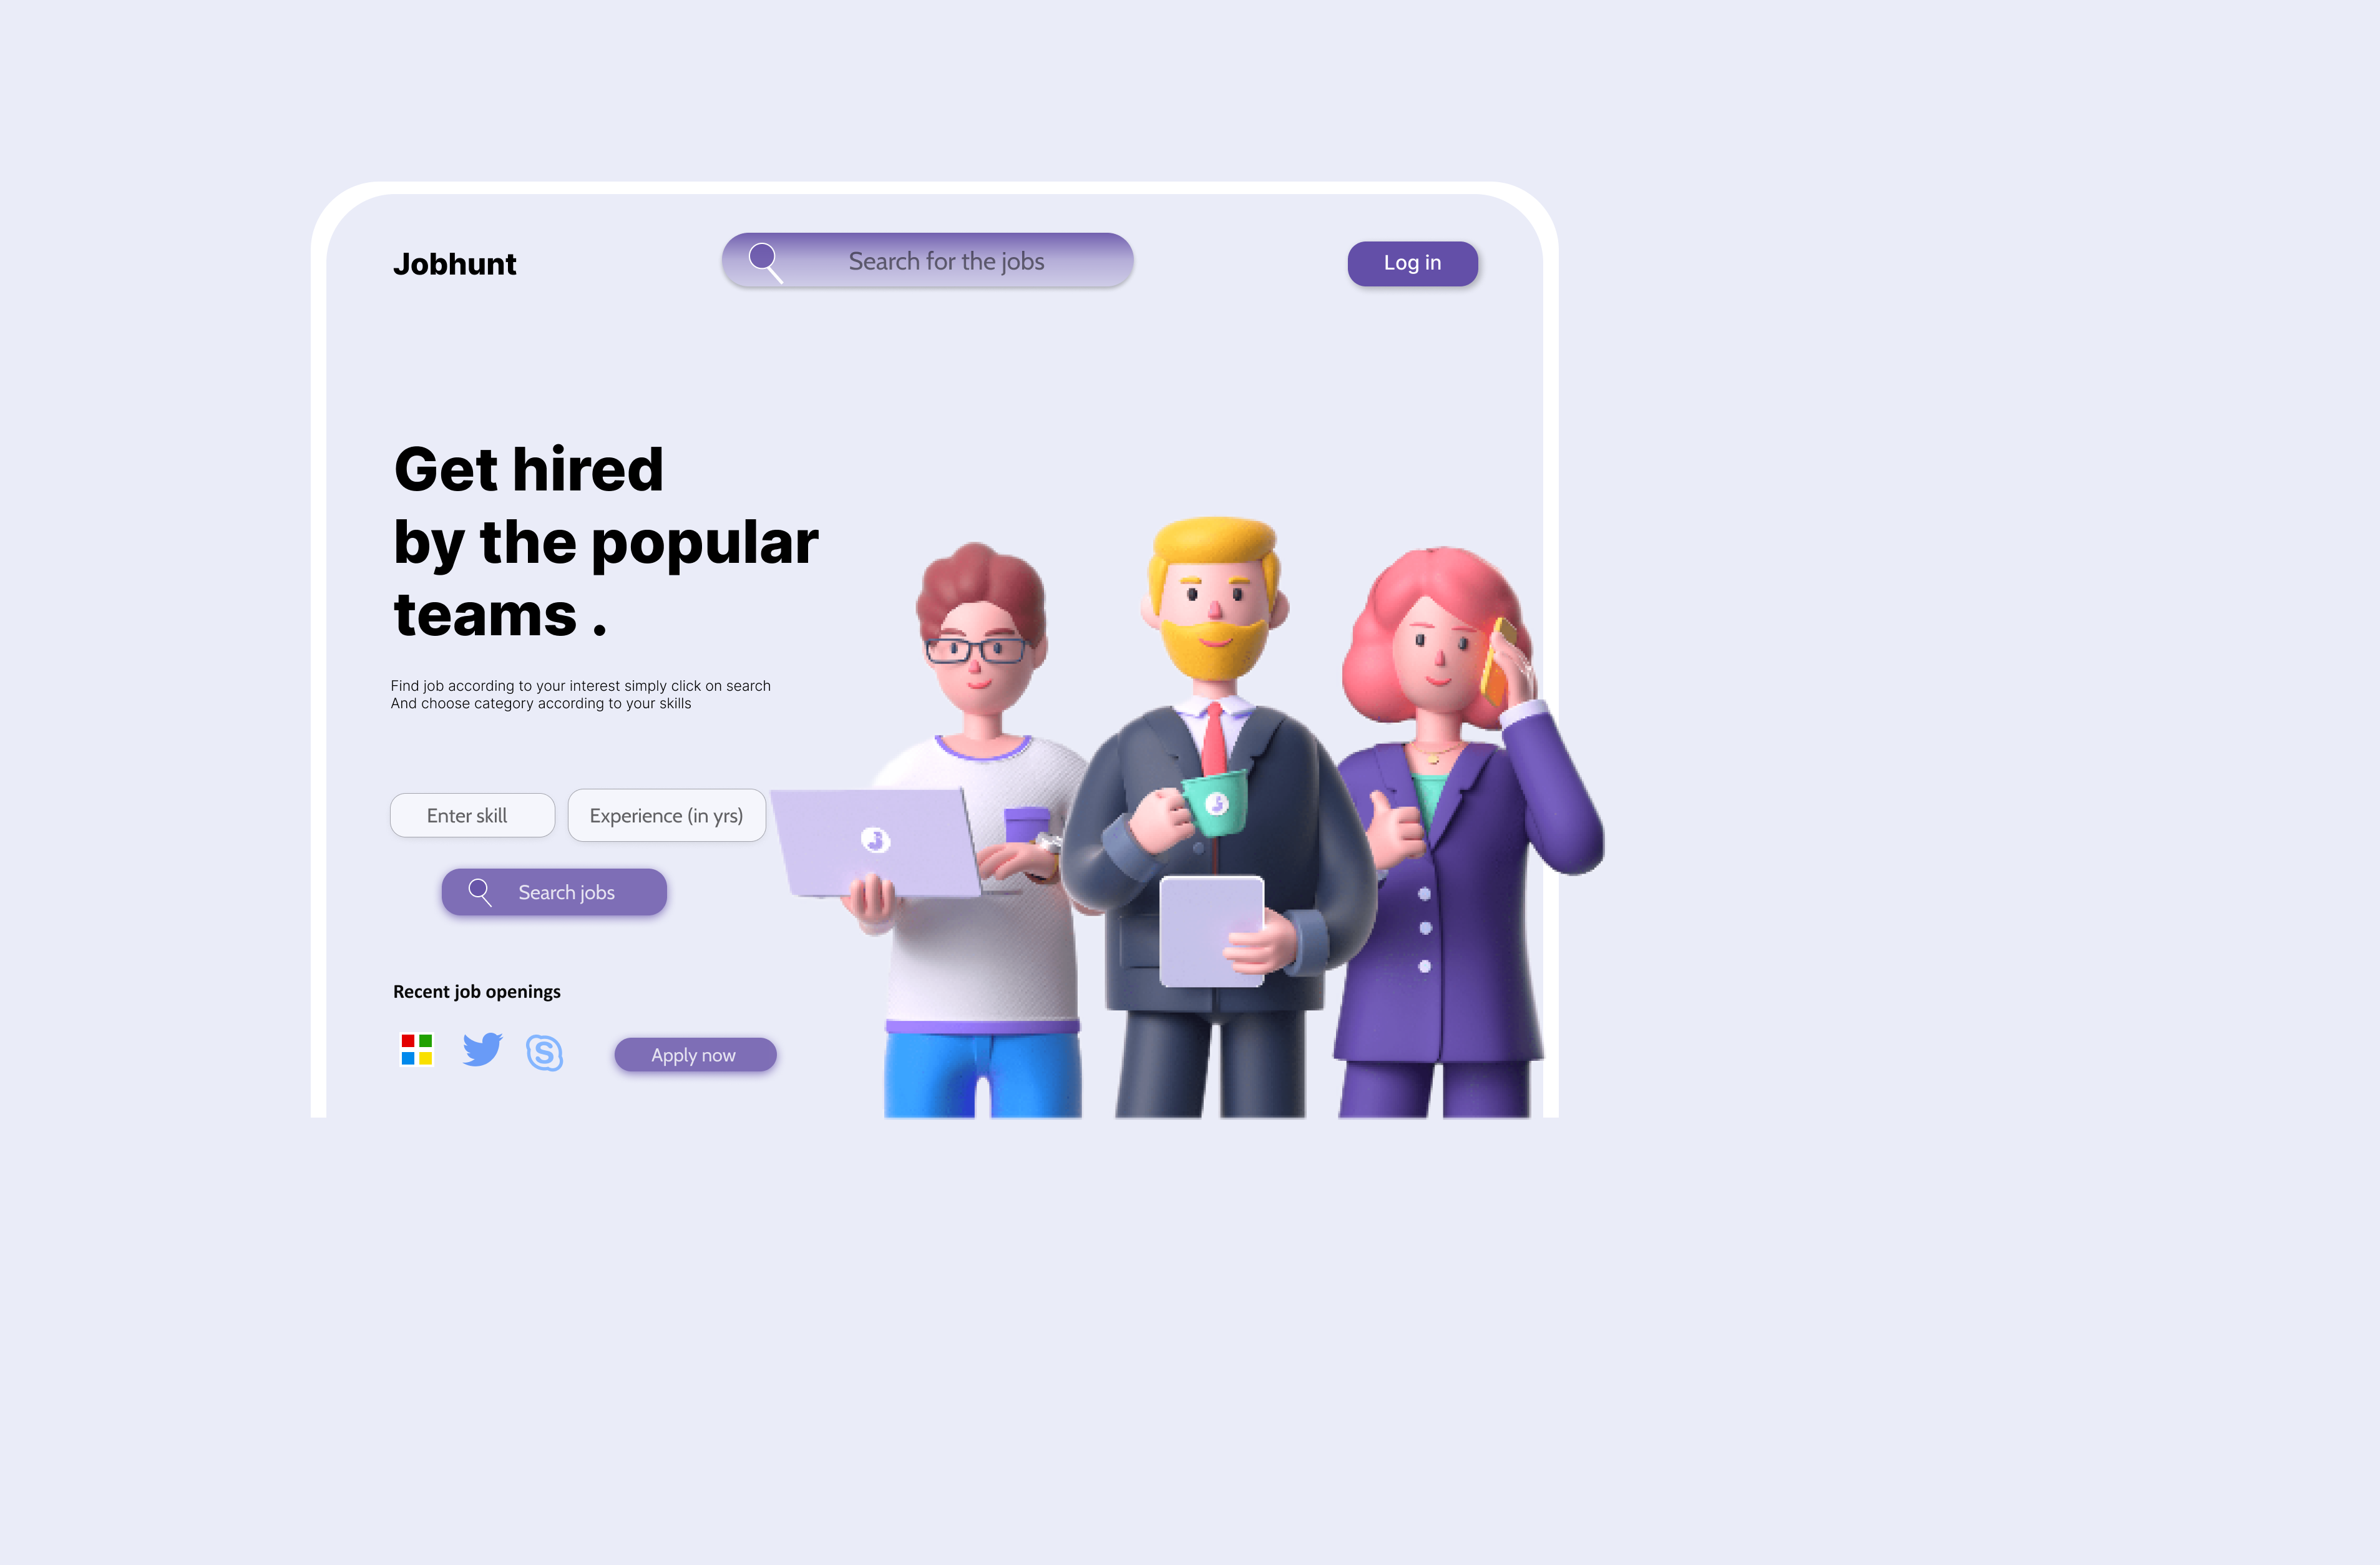 Jobhunt
Search for the jobs
Log in
Get hired
by the popular
teams .
Find job according to your interest simply click on search
And choose category according to your skills
Enter skill
Experience (in yrs)
Search jobs
Recent job openings
S
Apply now